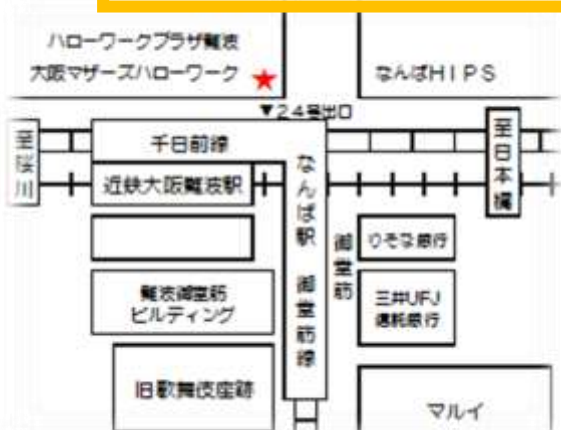 ハローワークプラザ難波
大阪マザーズハローワーク
なんばHIPS
▼24号出口
至桜川
千日前線
近鉄大阪難波駅
なんば駅 御堂筋線
至日本橋
御堂筋
りそな銀行
難波御堂筋
ビルディング
三井UFJ
信託銀行
旧歌舞伎座跡
マルイ